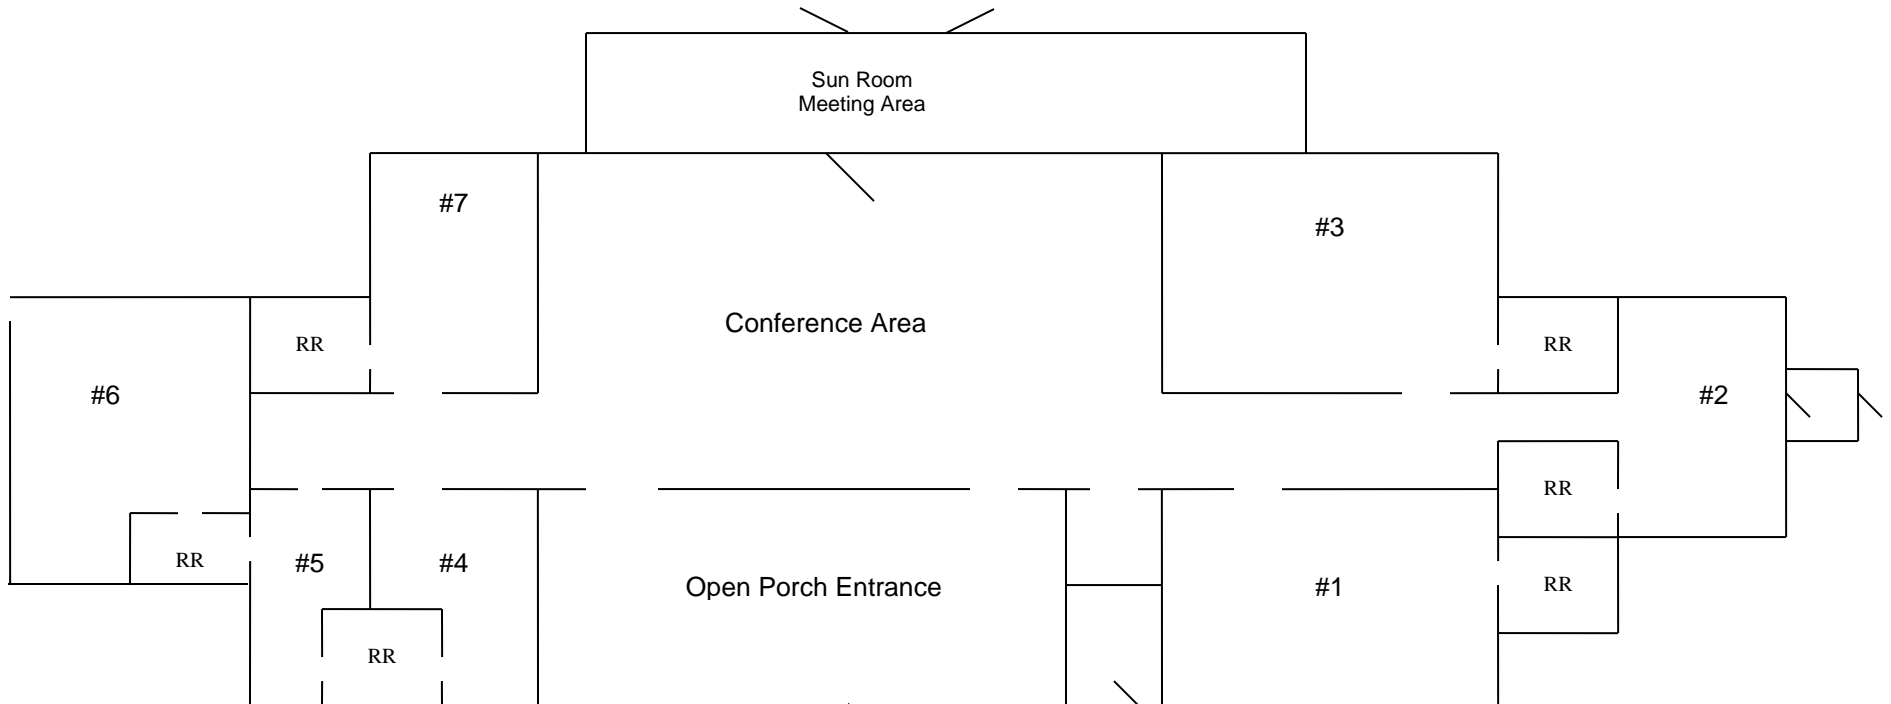 Sun Room
Meeting Area
#7
#3
Conference Area
RR
RR
#6
#2
RR
RR
#5
#4
Open Porch Entrance
#1
RR
RR